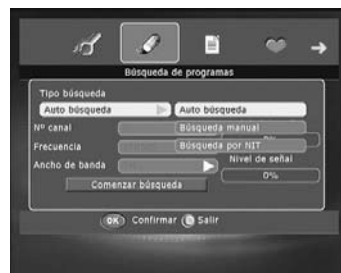 Búsqueda de programas
Tipo búsqueda
Auto búsqueda Auto búsqueda
Nº canal Búsqueda manual
0%
Frecuencia Búsqueda por NIT
Ancho de banda Nivel de señal
0%
Comenzar búsqueda
OK Confirmar Salir